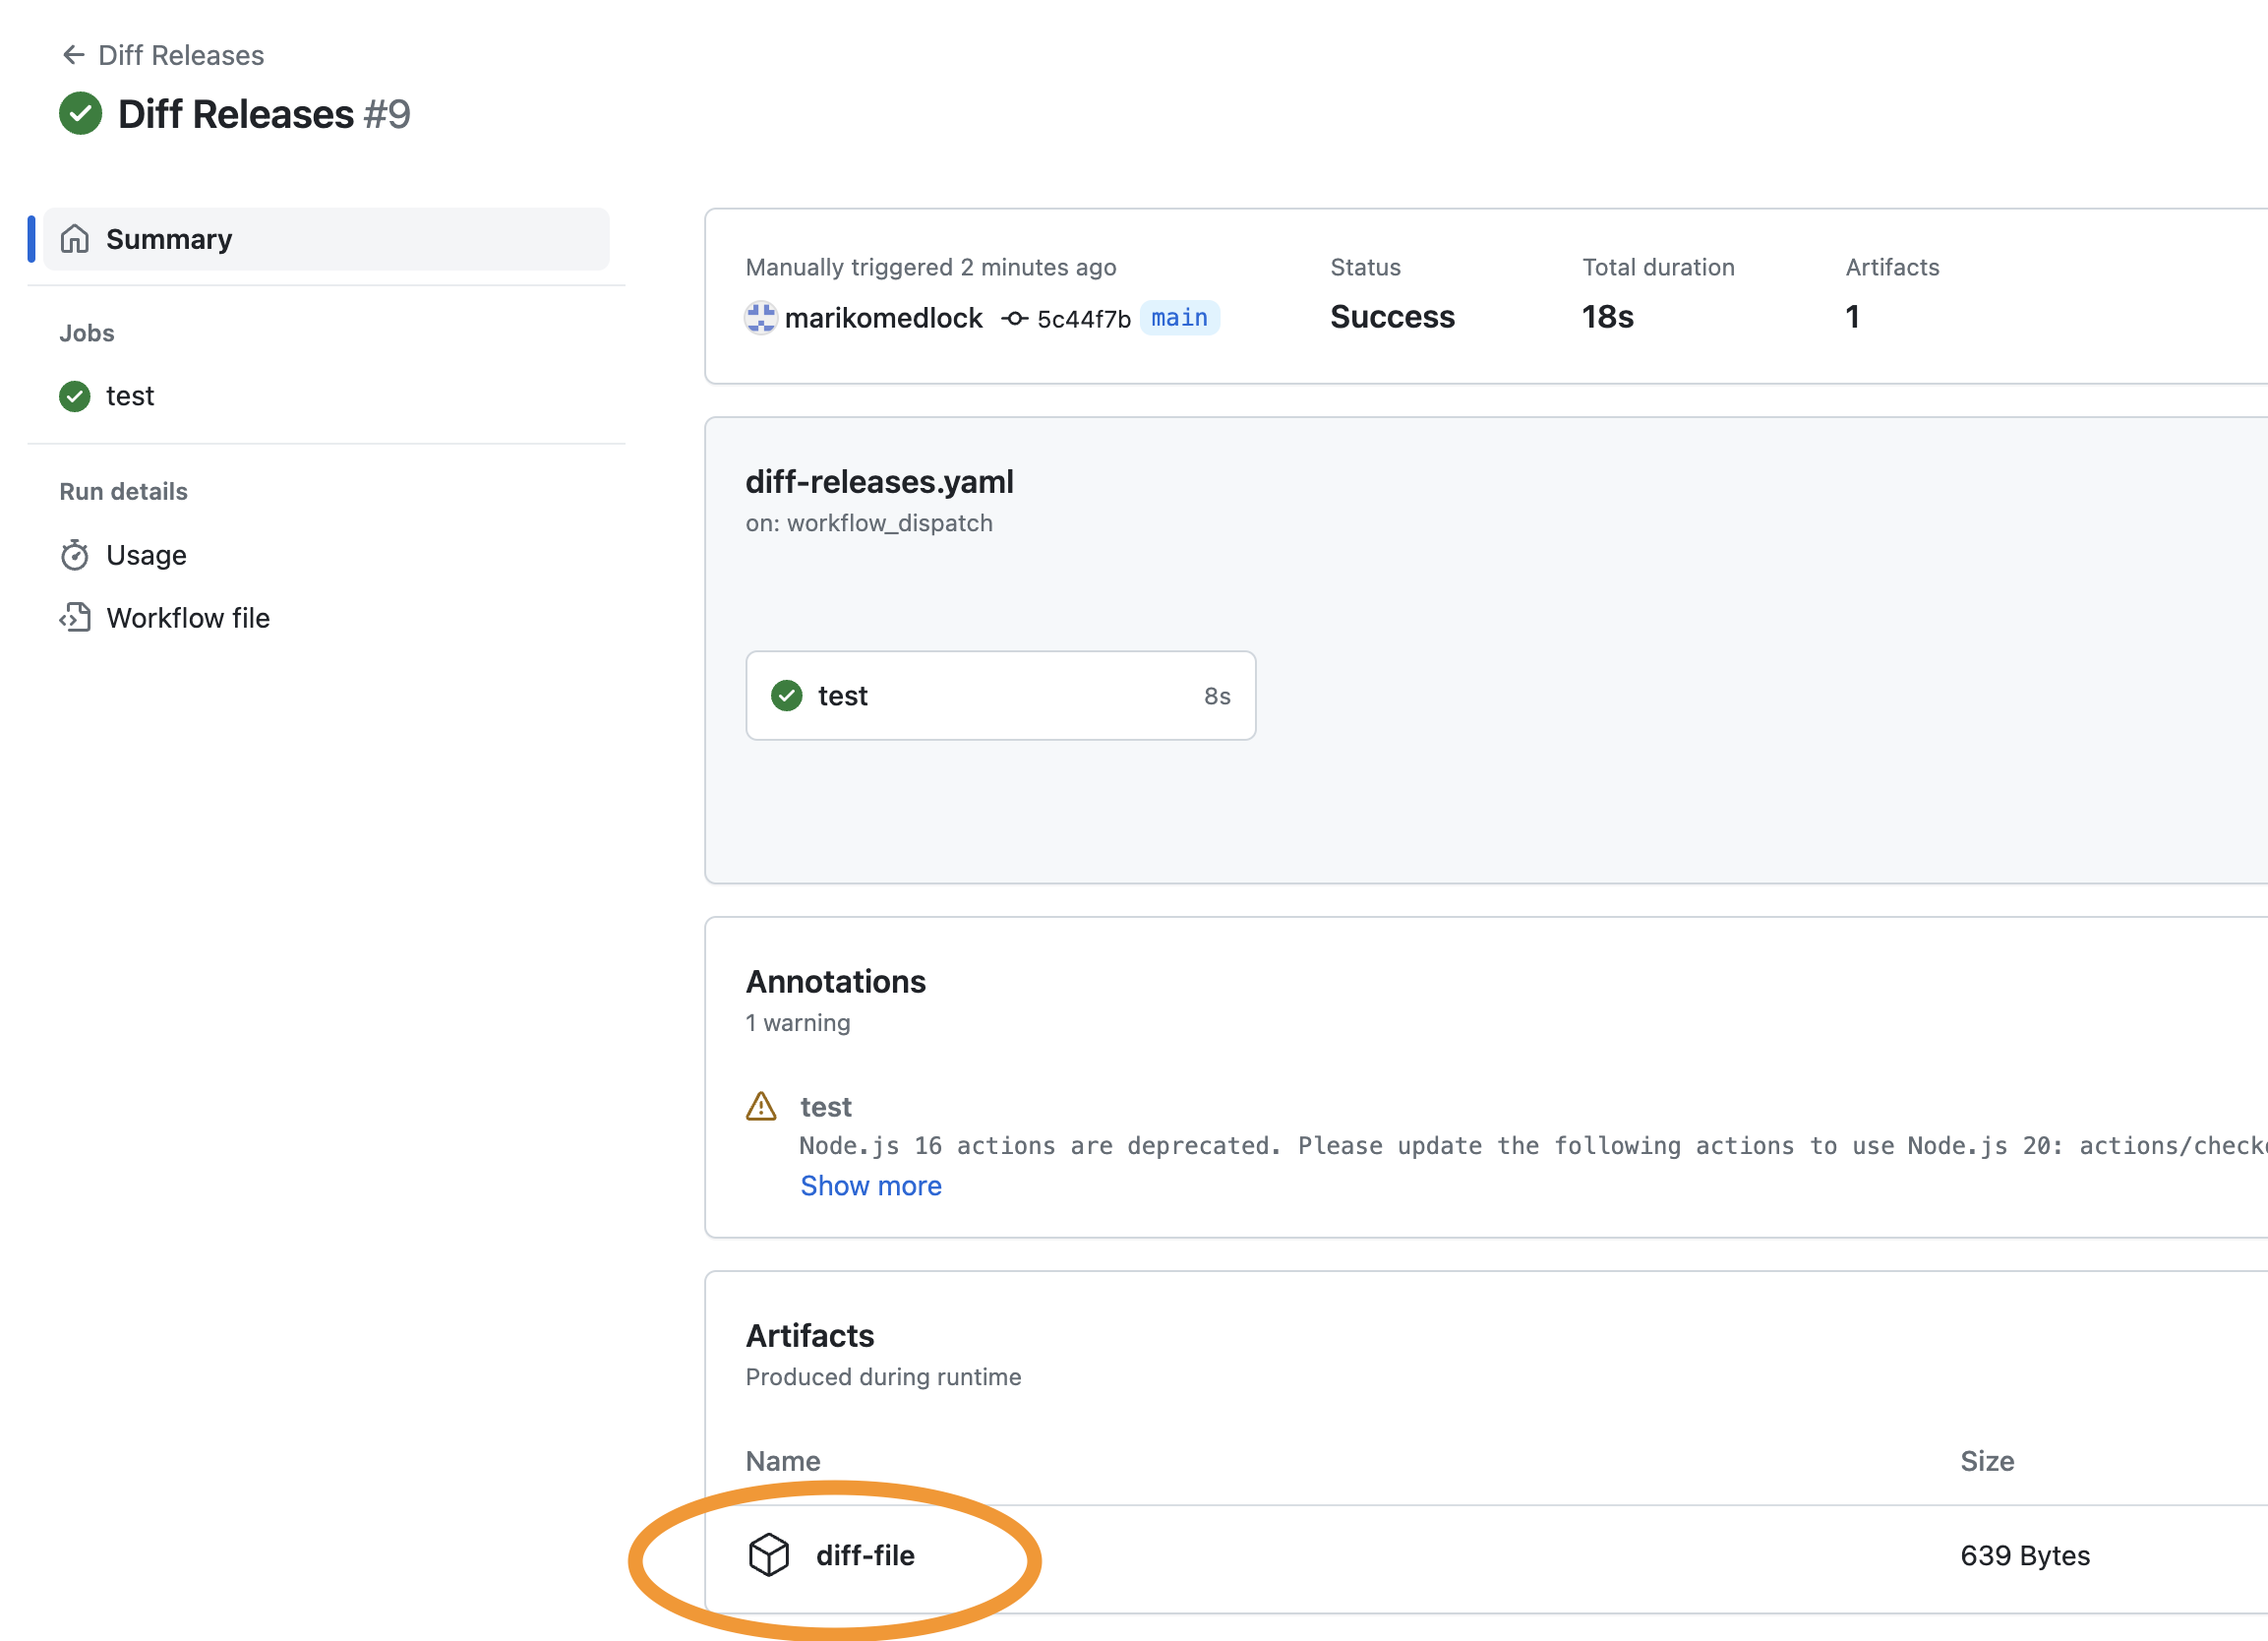 Diff Releases
Diff Releases #9
Summary
Jobs
test
Run details
Usage
Workflow file
Manually triggered 2 minutes ago
marikomedlock 5c44f7b main
Status
Success
Total duration
18s
Artifacts
1
diff-releases.yaml
on: workflow_dispatch
test 8s
Annotations
1 warning
test
Node.js 16 actions are deprecated. Please update the following actions to use Node.js 20:
Show more
Artifacts
Produced during runtime
Name Size
diff-file 639 Bytes